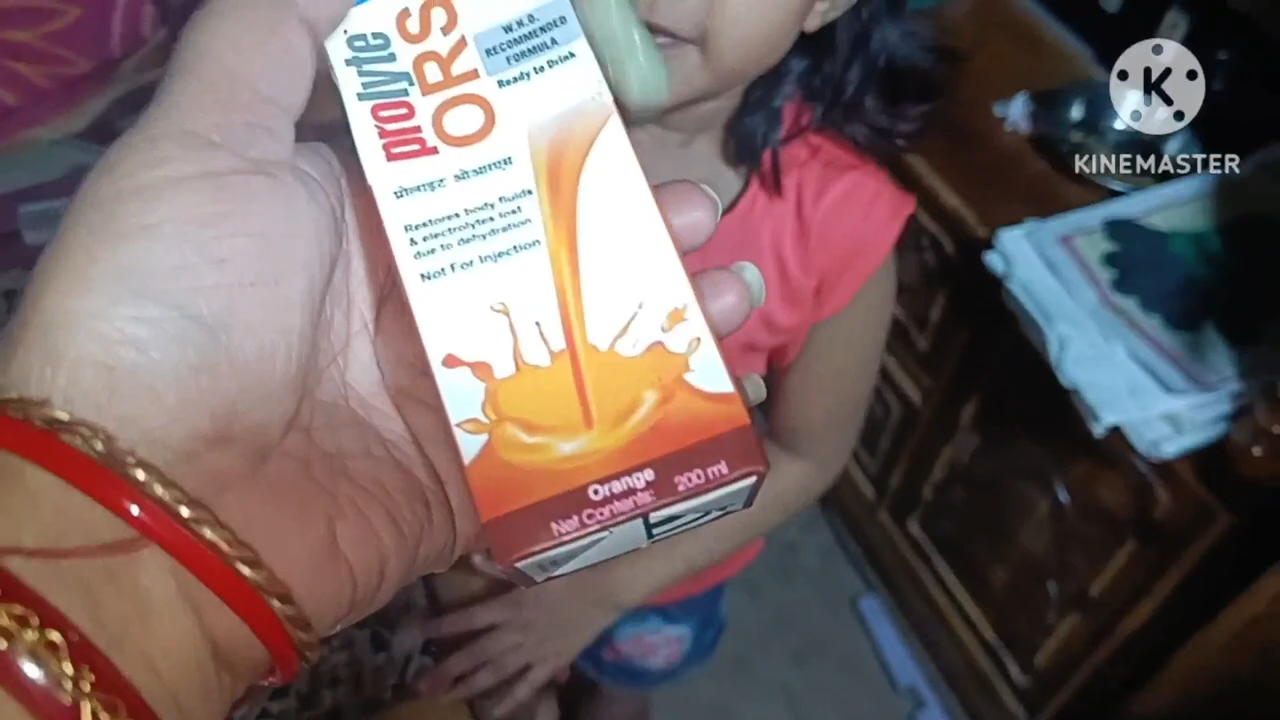 prolyte
ORS
W.H.O.
RECOMMENDED
FORMULA
Ready to Drink
प्रोलाइट ओआरएस
Restores body fluids
& electrolytes lost
due to dehydration
Not For Injection
Orange
Net Contents: 200 ml
K
KINEMASTER